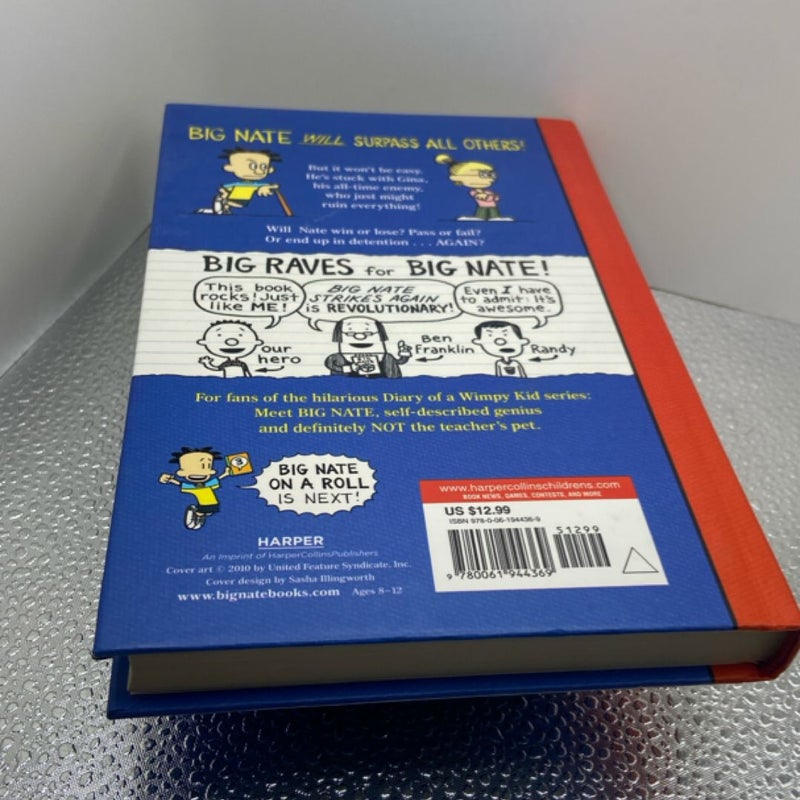 BIG NATE WILL SURPASS ALL OTHERS!
But it won't be easy.
He's stuck with Gina,
his all-time enemy,
who just might
ruin everything!
Will Nate win or lose? Pass or fail?
Or end up in detention . . . AGAIN?
BIG RAVES for BIG NATE!
This book
rocks! Just
like ME!
BIG NATE
STRIKES AGAIN
is REVOLUTIONARY!
Even I have
to admit: It's
awesome.
our
hero
Ben
Franklin
Randy
For fans of the hilarious Diary of a Wimpy Kid series:
Meet BIG NATE, self-described genius
and definitely NOT the teacher's pet.
3
BIG NATE
ON A ROLL
IS NEXT!
HARPER
An Imprint of HarperCollinsPublishers
Cover art © 2010 by United Feature Syndicate, Inc.
Cover design by Sasha Illingworth
www.bignatebooks.com Ages 8–12
www.harpercollinschildrens.com
BOOK NEWS, GAMES, CONTESTS, AND MORE
US $12.99
ISBN 978-0-06-194436-9
51299
9 780061 944369